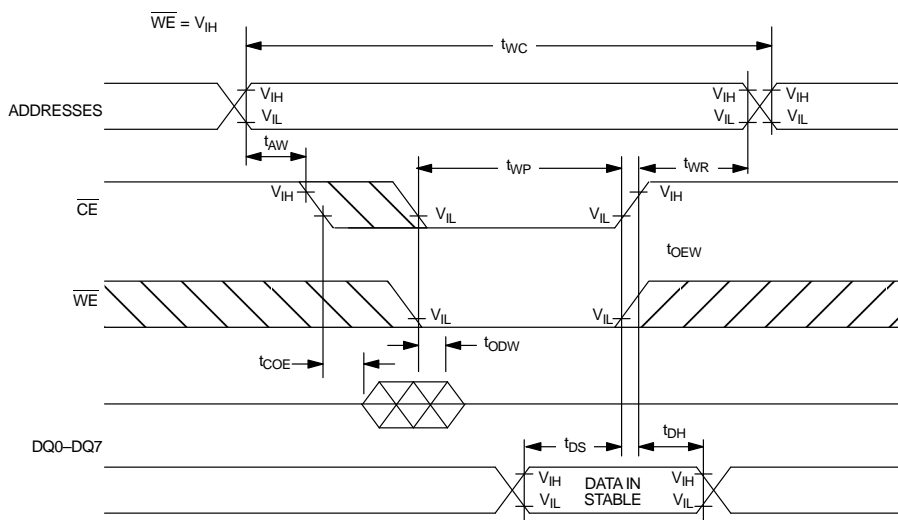 WE = VIH
tWC
ADDRESSES
VIH
VIL
VIH
VIL
VIH
VIL
tAW
tWP
tWR
CE
VIH
VIL
VIL
VIH
tOEW
WE
VIL
VIL
tCOE
tODW
DQ0–DQ7
tDS
tDH
VIH
VIL
DATA IN
STABLE
VIH
VIL